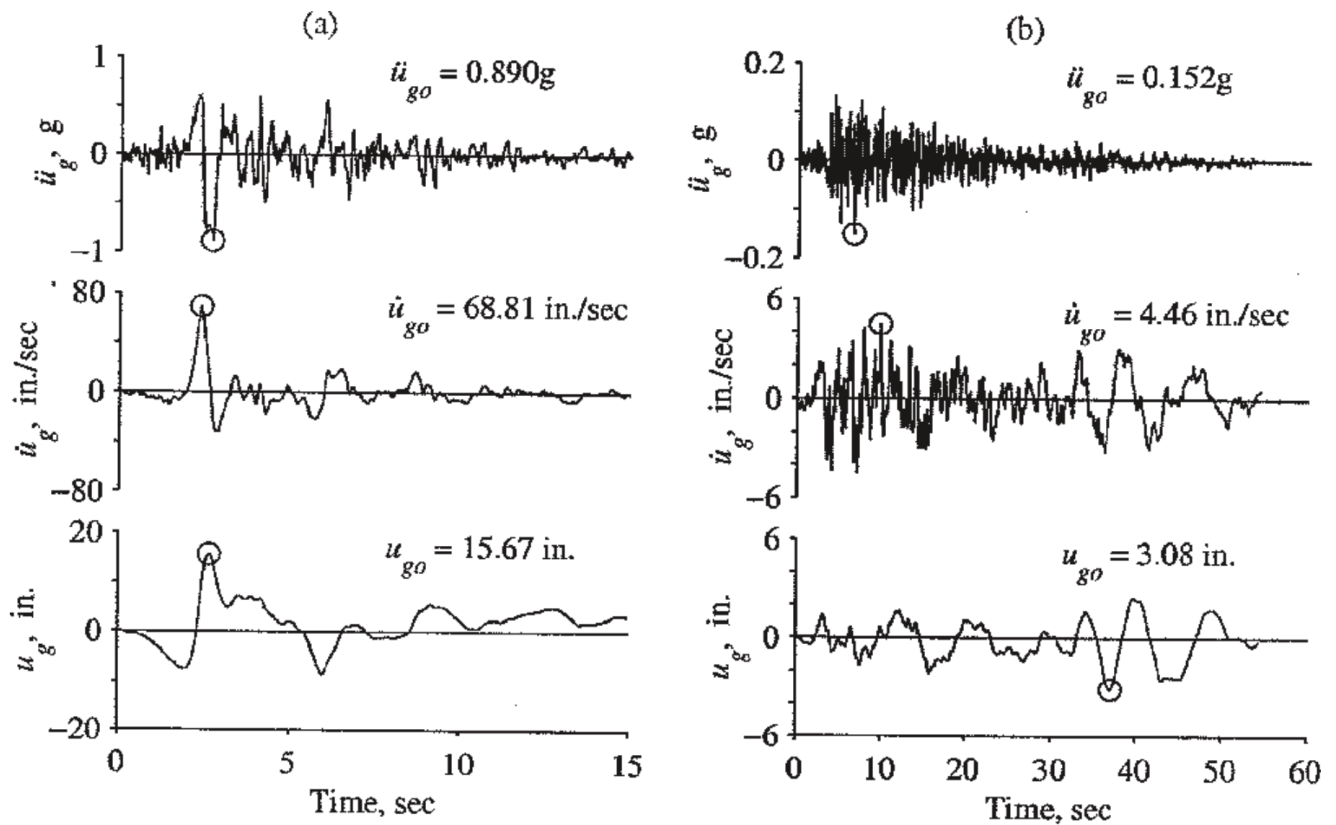 (a)
1
0
−1
ü_g, g
ü_go = 0.890g
80
0
−80
u̇_g, in./sec
u̇_go = 68.81 in./sec
20
0
−20
u_g, in.
u_go = 15.67 in.
0 5 10 15
Time, sec
(b)
0.2
0
−0.2
ü_g, g
ü_go = 0.152g
6
0
−6
u̇_g, in./sec
u̇_go = 4.46 in./sec
6
0
−6
u_g, in.
u_go = 3.08 in.
0 10 20 30 40 50 60
Time, sec